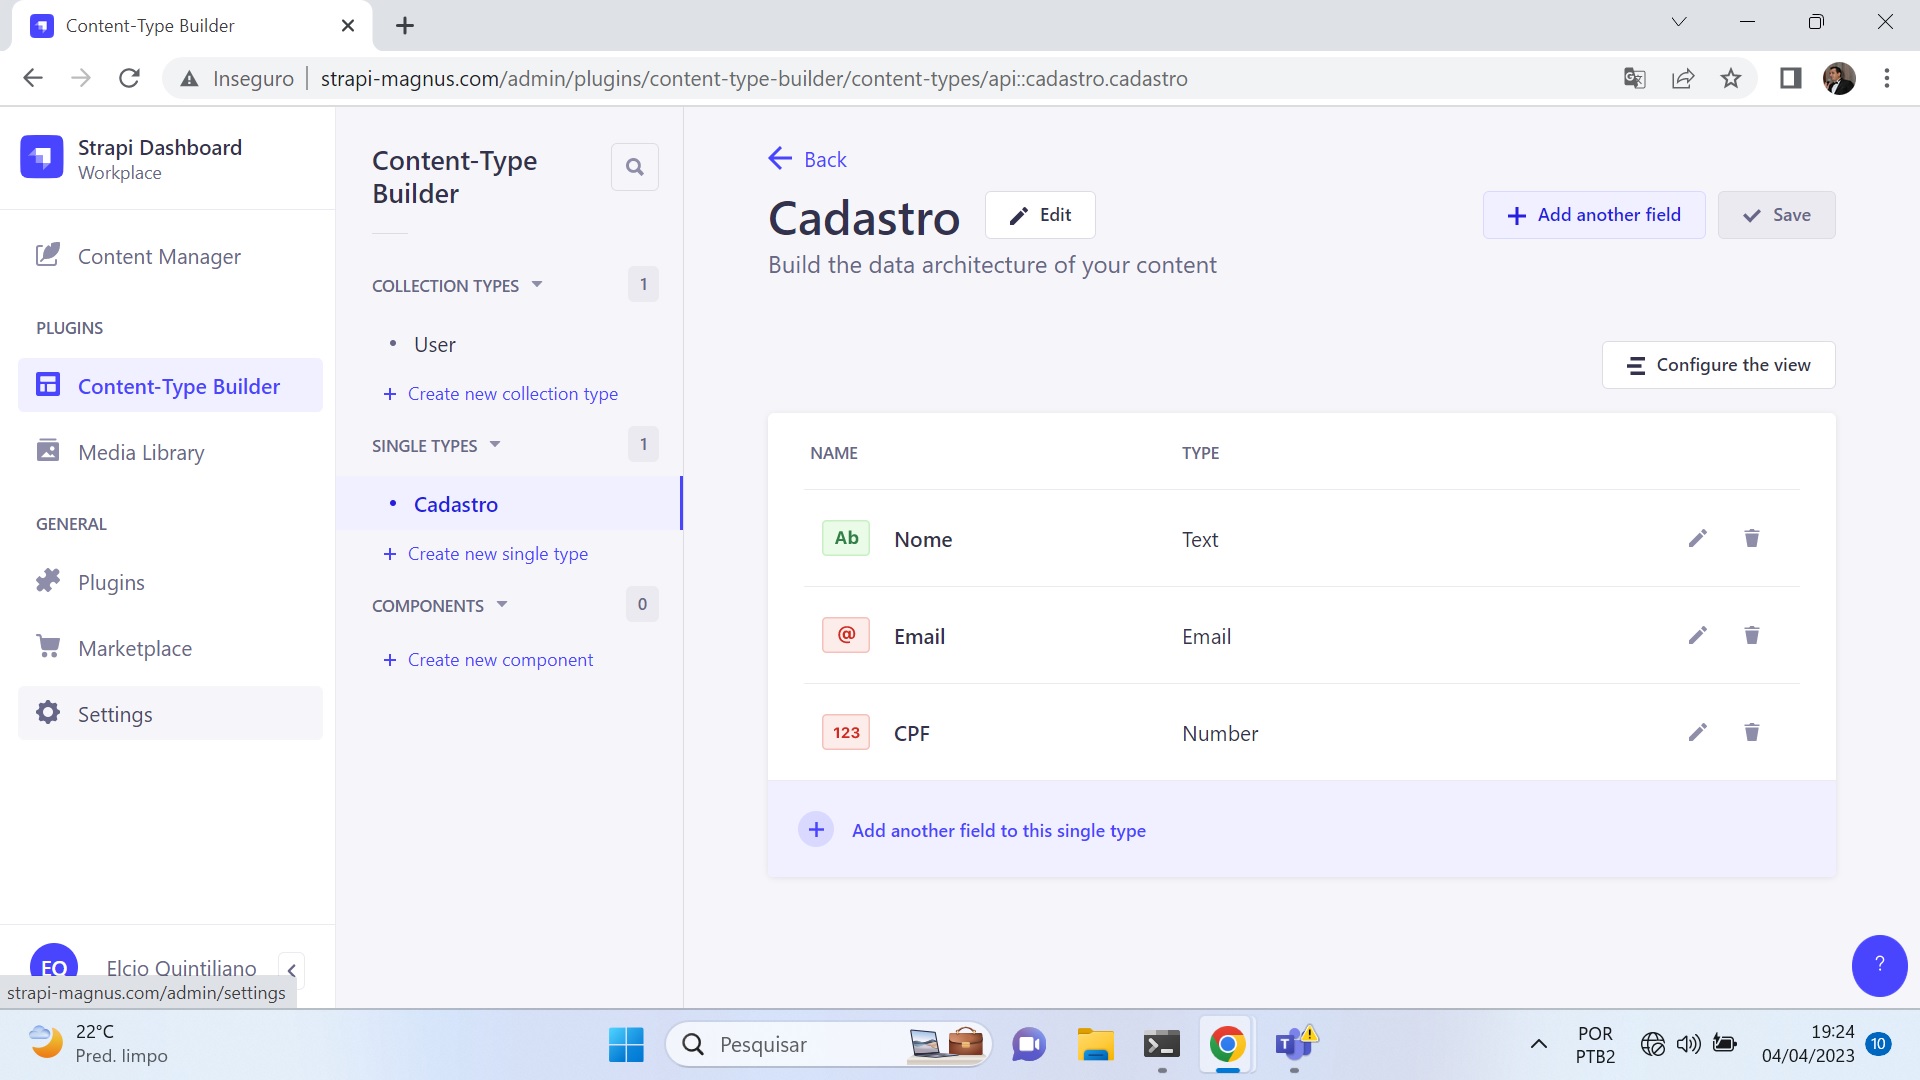 Content-Type Builder
Inseguro
strapi-magnus.com/admin/plugins/content-type-builder/content-types/api::cadastro.cadastro
Strapi Dashboard
Workplace
Content Manager
PLUGINS
Content-Type Builder
Media Library
GENERAL
Plugins
Marketplace
Settings
EQ
Elcio Quintiliano
strapi-magnus.com/admin/settings
Content-Type
Builder
COLLECTION TYPES
1
User
+ Create new collection type
SINGLE TYPES
1
Cadastro
+ Create new single type
COMPONENTS
0
+ Create new component
Back
Cadastro
Edit
+ Add another field
Save
Build the data architecture of your content
Configure the view
NAME TYPE
Ab Nome Text
@ Email Email
123 CPF Number
+ Add another field to this single type
?
22°C
Pred. limpo
Pesquisar
T
POR
PTB2
19:24
04/04/2023
10